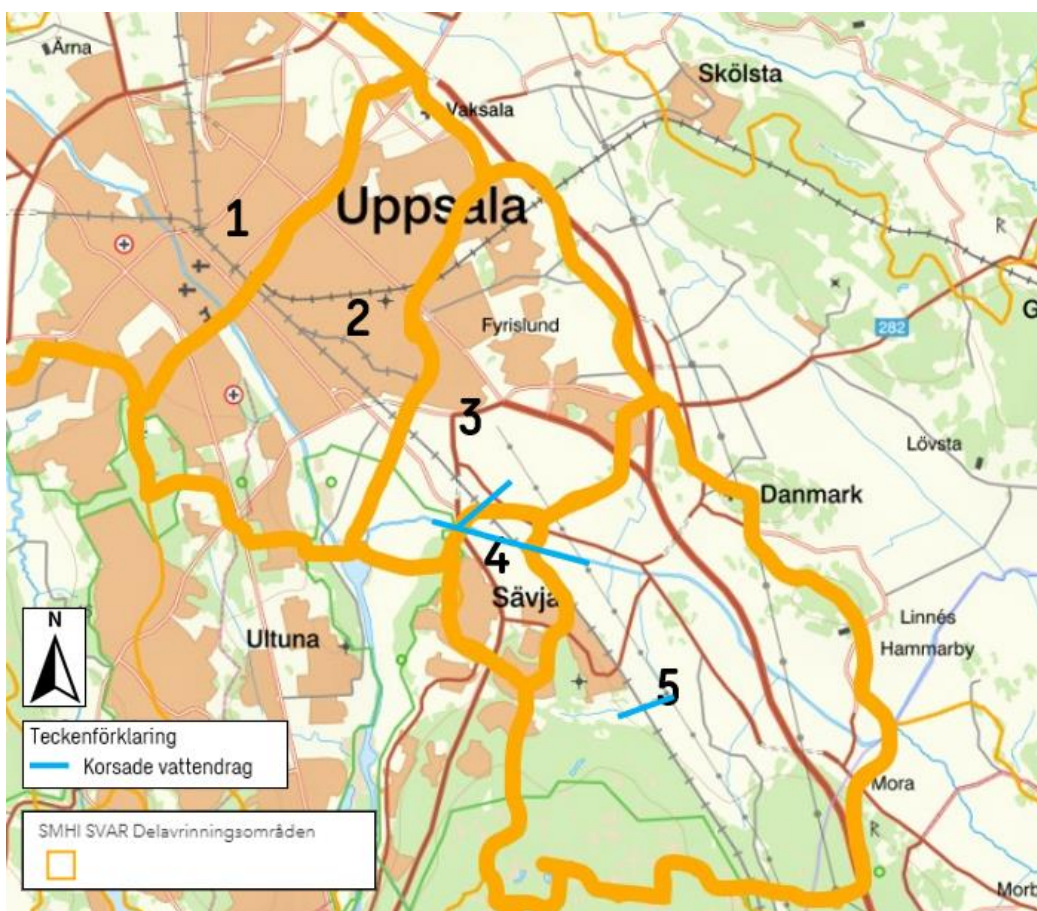 Ärna
Skölsta
Vaksala
1
Uppsala
R
2
G
Fyrislund
282
3
Lövsta
Danmark
4
Sävja
Linnés
Hammarby
N
Ultuna
5
Teckenförklaring
Korsade vattendrag
Mora
SMHI SVAR Delavrinningsområden
R
Morb